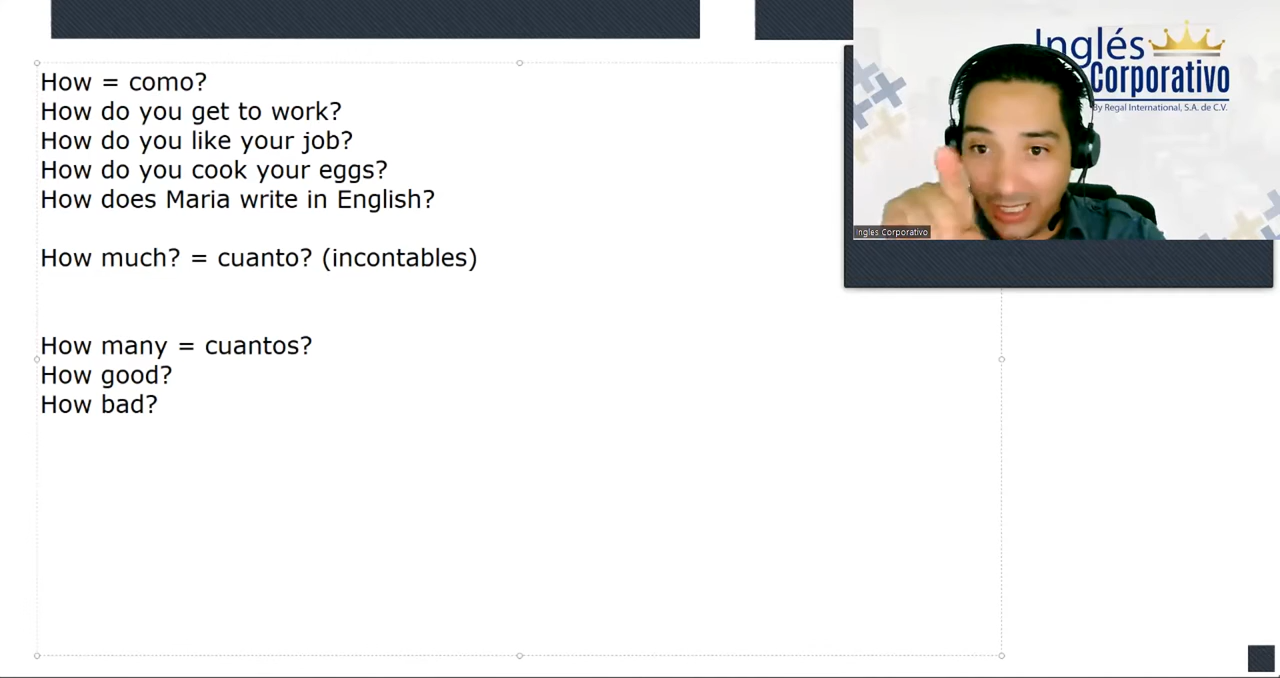 How = como?
How do you get to work?
How do you like your job?
How do you cook your eggs?
How does Maria write in English?
How much? = cuanto? (incontables)
How many = cuantos?
How good?
How bad?
Inglés
Corporativo
By Regal International, S.A. de C.V.
Inglés Corporativo